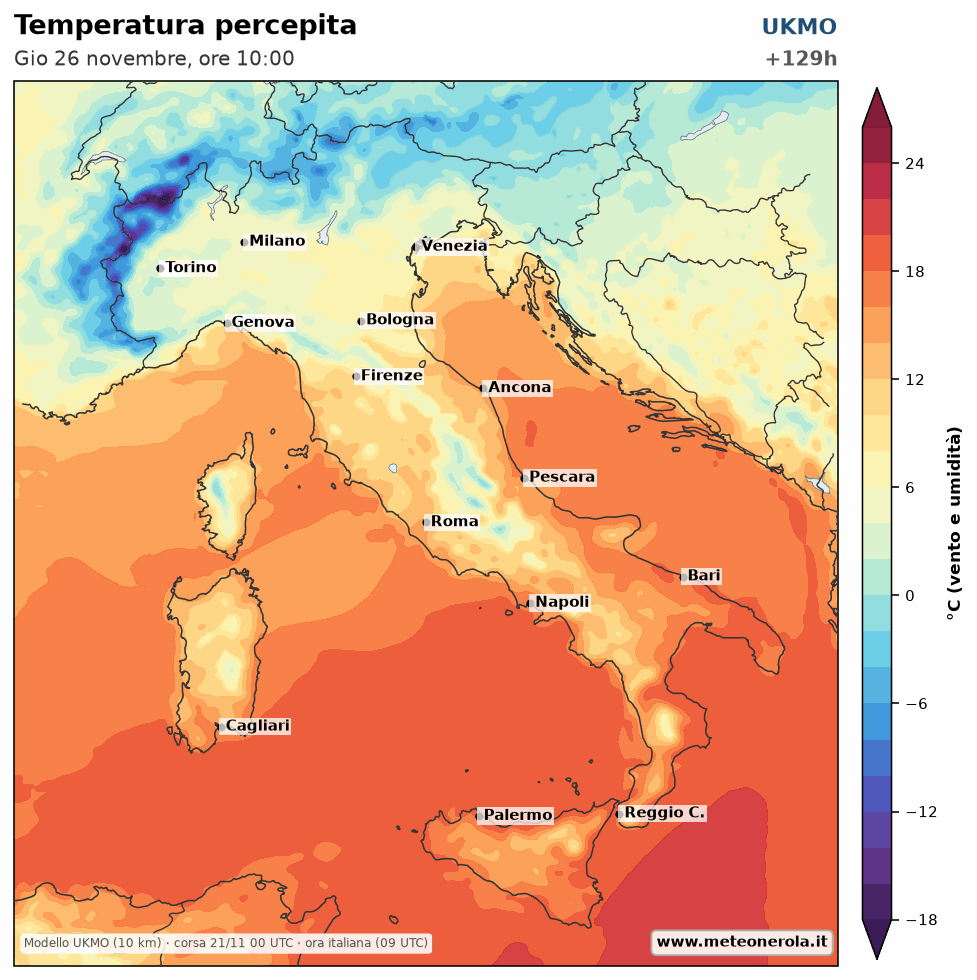 Temperatura percepita
UKMO
Gio 26 novembre, ore 10:00
+129h
Milano
Venezia
Torino
Genova
Bologna
Firenze
Ancona
Pescara
Roma
Bari
Napoli
Cagliari
Palermo
Reggio C.
24
18
12
6
0
−6
−12
−18
°C (vento e umidità)
Modello UKMO (10 km) · corsa 21/11 00 UTC · ora italiana (09 UTC)
www.meteonerola.it